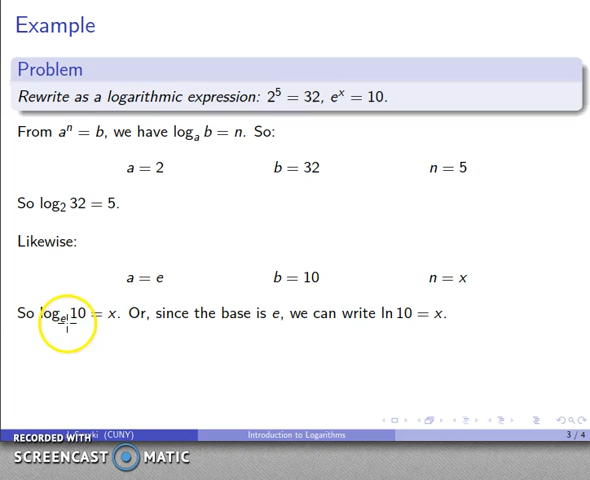 Example
Problem
Rewrite as a logarithmic expression: 2⁵ = 32, eˣ = 10.
From aⁿ = b, we have logₐ b = n. So:
a = 2 b = 32 n = 5
So log₂ 32 = 5.
Likewise:
a = e b = 10 n = x
So logₑ 10 = x. Or, since the base is e, we can write ln 10 = x.
(CUNY) Introduction to Logarithms 3 / 4
RECORDED WITH
SCREENCAST MATIC